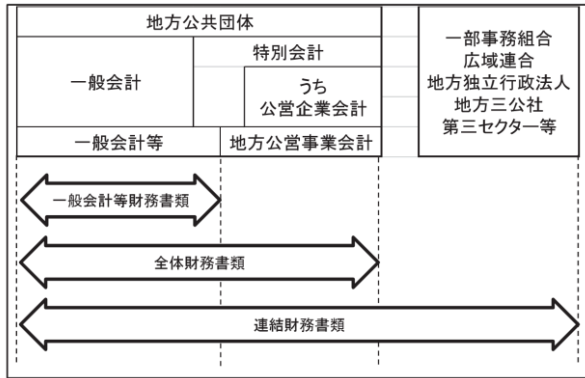 地方公共団体
一般会計
特別会計
うち
公営企業会計
一般会計等
地方公営事業会計
一部事務組合
広域連合
地方独立行政法人
地方三公社
第三セクター等
一般会計等財務書類
全体財務書類
連結財務書類